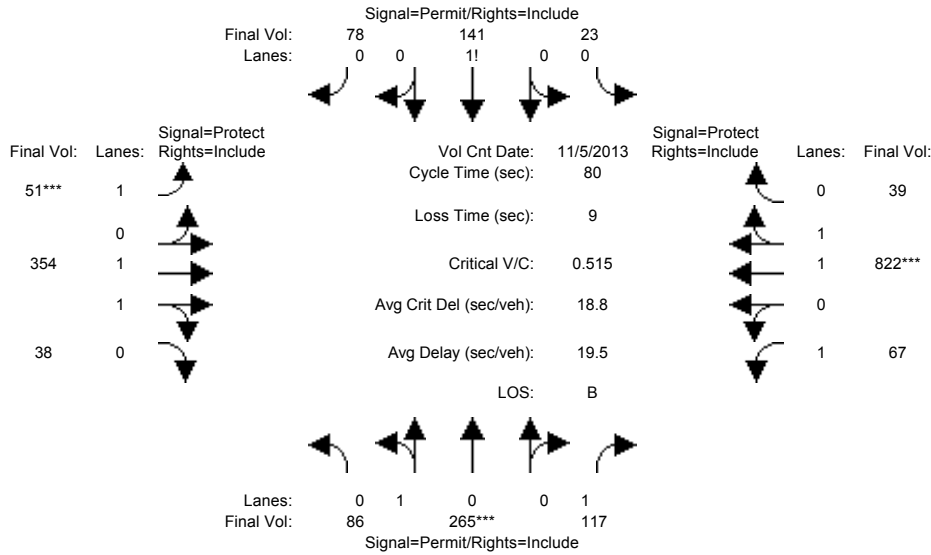 Signal=Permit/Rights=Include
Final Vol: 78 141 23
Lanes: 0 0 1! 0 0
Signal=Protect Signal=Protect
Final Vol: Lanes: Rights=Include Vol Cnt Date: 11/5/2013 Rights=Include Lanes: Final Vol:
Cycle Time (sec): 80
51*** 1 0 39
Loss Time (sec): 9
0 1
354 1 Critical V/C: 0.515 1 822***
1 Avg Crit Del (sec/veh): 18.8 0
38 0 Avg Delay (sec/veh): 19.5 1 67
LOS: B
Lanes: 0 1 0 0 1
Final Vol: 86 265*** 117
Signal=Permit/Rights=Include